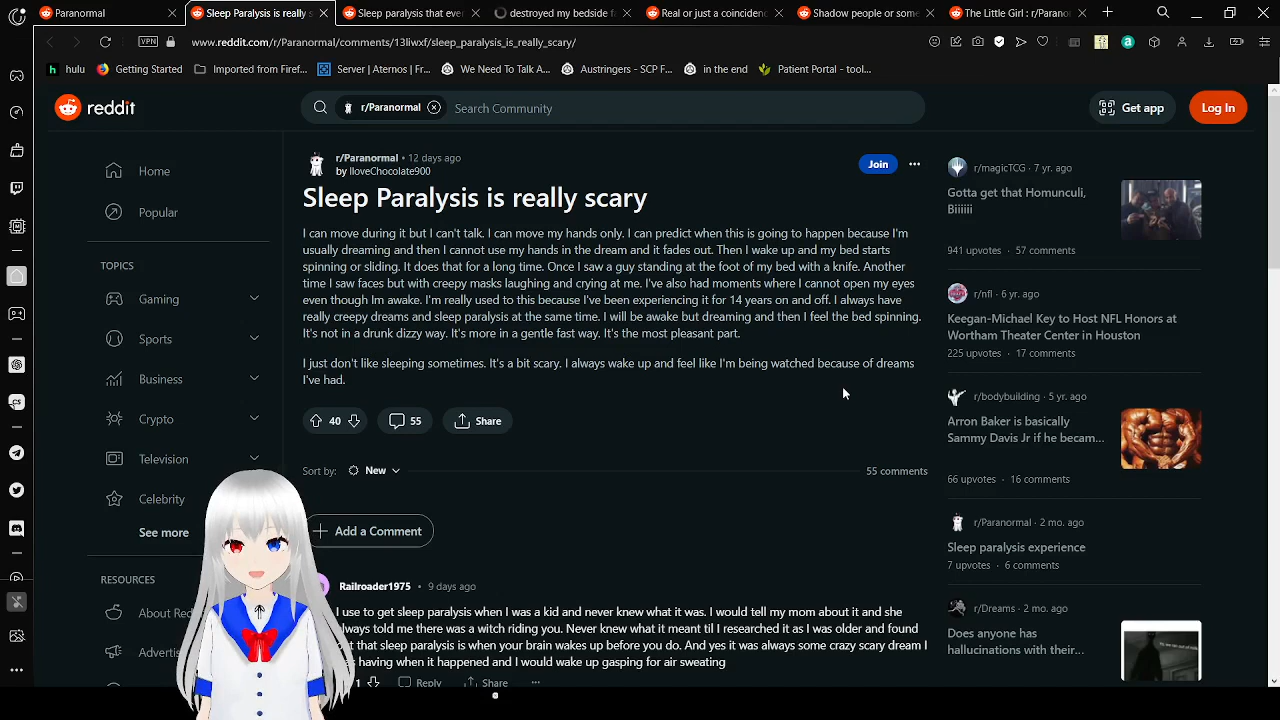 Paranormal
Sleep Paralysis is really s
Sleep paralysis that eve
destroyed my bedside f
Real or just a coinciden
Shadow people or some
The Little Girl : r/Paranor
VPN
www.reddit.com/r/Paranormal/comments/13liwxf/sleep_paralysis_is_really_scary/
hulu
Getting Started
Imported from Firef...
Server | Aternos | Fr...
We Need To Talk A...
Austringers - SCP F...
in the end
Patient Portal - tool...
reddit
r/Paranormal
Search Community
Get app
Log In
Home
Popular
TOPICS
Gaming
Sports
Business
Crypto
Television
Celebrity
See more
RESOURCES
About Red
Advertis
r/Paranormal • 12 days ago
by IloveChocolate900
Join
Sleep Paralysis is really scary
I can move during it but I can't talk. I can move my hands only. I can predict when this is going to happen because I'm
usually dreaming and then I cannot use my hands in the dream and it fades out. Then I wake up and my bed starts
spinning or sliding. It does that for a long time. Once I saw a guy standing at the foot of my bed with a knife. Another
time I saw faces but with creepy masks laughing and crying at me. I've also had moments where I cannot open my eyes
even though Im awake. I'm really used to this because I've been experiencing it for 14 years on and off. I always have
really creepy dreams and sleep paralysis at the same time. I will be awake but dreaming and then I feel the bed spinning.
It's not in a drunk dizzy way. It's more in a gentle fast way. It's the most pleasant part.
I just don't like sleeping sometimes. It's a bit scary. I always wake up and feel like I'm being watched because of dreams
I've had.
40
55
Share
Sort by:
New
55 comments
Add a Comment
Railroader1975 • 9 days ago
I use to get sleep paralysis when I was a kid and never knew what it was. I would tell my mom about it and she
lways told me there was a witch riding you. Never knew what it meant til I researched it as I was older and found
t that sleep paralysis is when your brain wakes up before you do. And yes it was always some crazy scary dream I
having when it happened and I would wake up gasping for air sweating
1
Reply
Share
r/magicTCG • 7 yr. ago
Gotta get that Homunculi,
Biiiiii
941 upvotes • 57 comments
r/nfl • 6 yr. ago
Keegan-Michael Key to Host NFL Honors at
Wortham Theater Center in Houston
225 upvotes • 17 comments
r/bodybuilding • 5 yr. ago
Arron Baker is basically
Sammy Davis Jr if he becam...
66 upvotes • 16 comments
r/Paranormal • 2 mo. ago
Sleep paralysis experience
7 upvotes • 6 comments
r/Dreams • 2 mo. ago
Does anyone has
hallucinations with their...